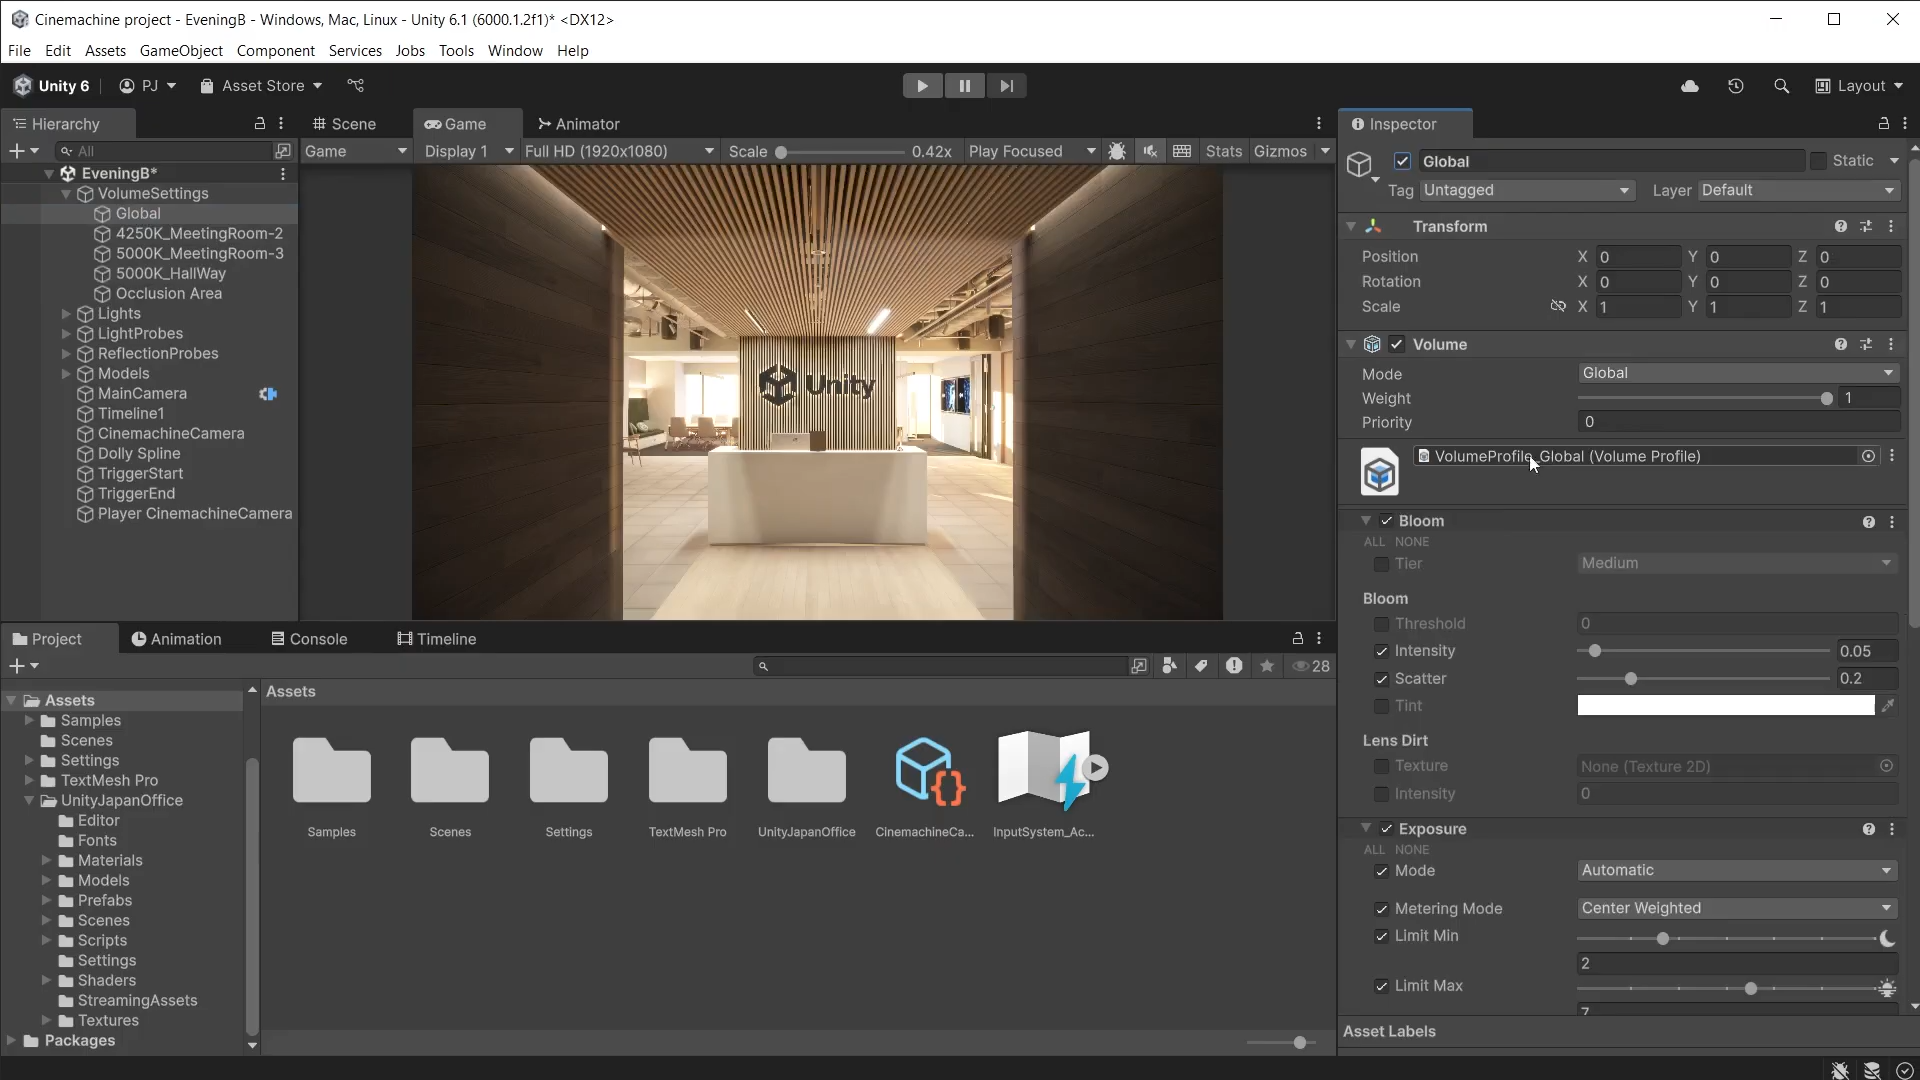 Cinemachine project - EveningB - Windows, Mac, Linux - Unity 6.1 (6000.1.2f1)* <DX12>
File Edit Assets GameObject Component Services Jobs Tools Window Help
Unity 6 PJ Asset Store Layout
Hierarchy
All
EveningB*
VolumeSettings
Global
4250K_MeetingRoom-2
5000K_MeetingRoom-3
5000K_HallWay
Occlusion Area
Lights
LightProbes
ReflectionProbes
Models
MainCamera
Timeline1
CinemachineCamera
Dolly Spline
TriggerStart
TriggerEnd
Player CinemachineCamera
Scene Game Animator
Game Display 1 Full HD (1920x1080) Scale 0.42x Play Focused Stats Gizmos
Unity
Inspector
Global Static
Tag Untagged Layer Default
Transform
Position X 0 Y 0 Z 0
Rotation X 0 Y 0 Z 0
Scale X 1 Y 1 Z 1
Volume
Mode Global
Weight 1
Priority 0
VolumeProfile_Global (Volume Profile)
Bloom
ALL NONE
Tier Medium
Bloom
Threshold 0
Intensity 0.05
Scatter 0.2
Tint
Lens Dirt
Texture None (Texture 2D)
Intensity 0
Exposure
ALL NONE
Mode Automatic
Metering Mode Center Weighted
Limit Min
2
Limit Max
7
Asset Labels
Project Animation Console Timeline
28
Assets
Samples
Scenes
Settings
TextMesh Pro
UnityJapanOffice
Editor
Fonts
Materials
Models
Prefabs
Scenes
Scripts
Settings
Shaders
StreamingAssets
Textures
Packages
Assets
Samples Scenes Settings TextMesh Pro UnityJapanOffice CinemachineCa... InputSystem_Ac...